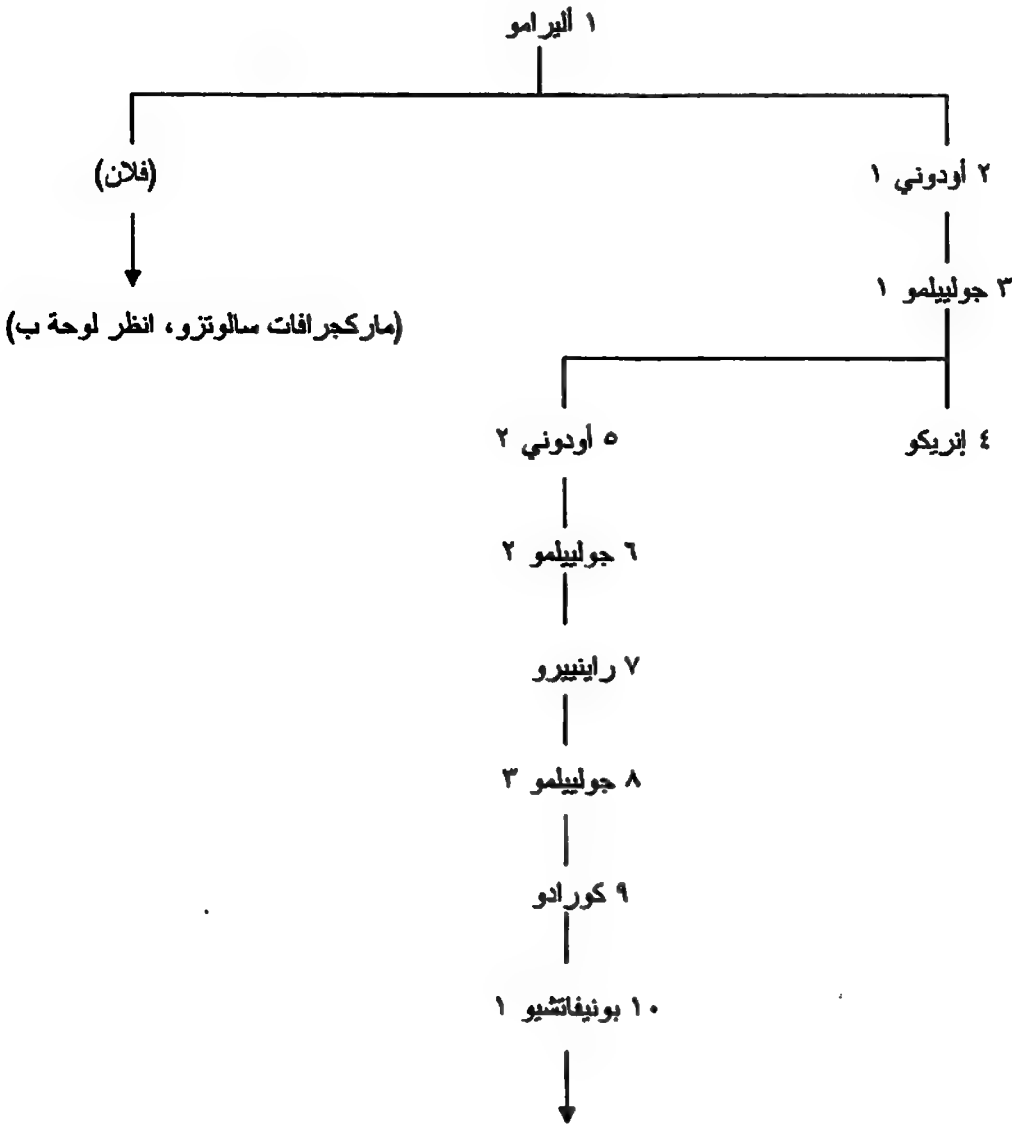 ١ أليرامو
٢ أودوني ١
(فلان)
٣ جولييلمو ١
(ماركجرافات سالوتزو، انظر لوحة ب)
٤ إنريكو
٥ أودوني ٢
٦ جولييلمو ٢
٧ راينييرو
٨ جولييلمو ٣
٩ كورادو
١٠ بونيفاتشيو ١